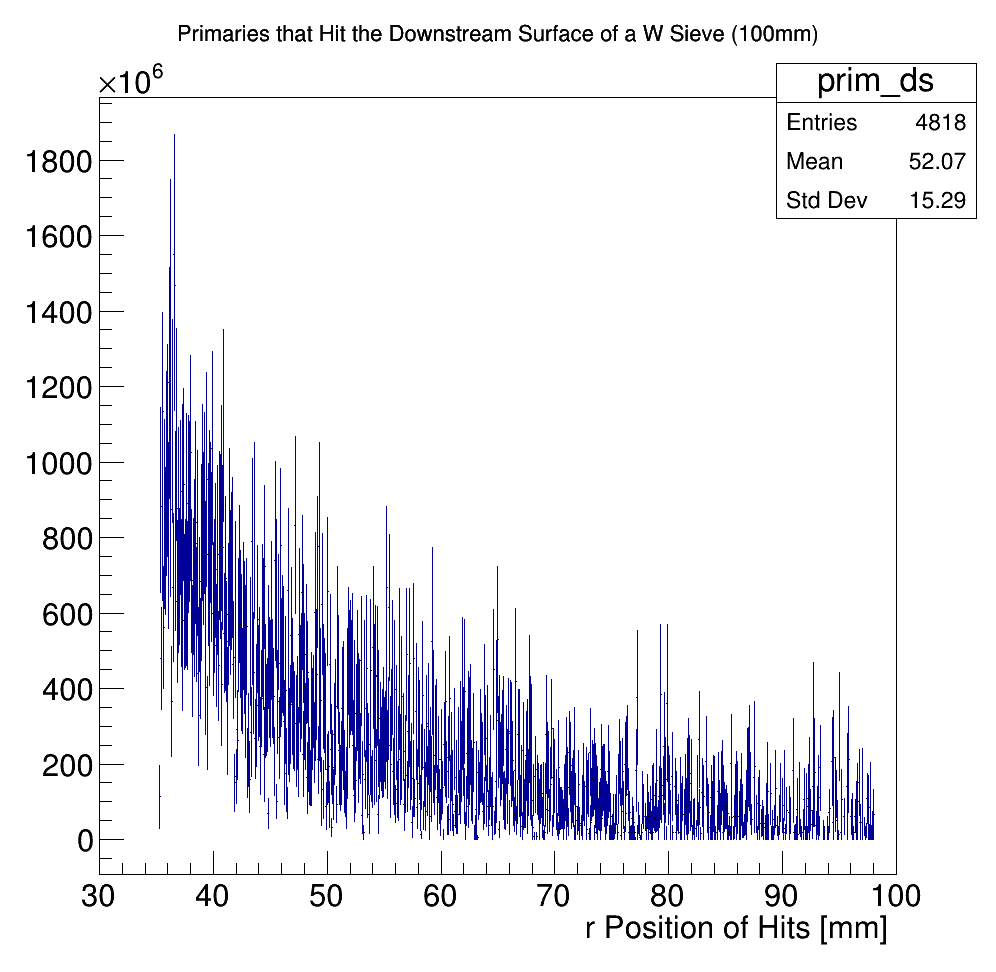 Primaries that Hit the Downstream Surface of a W Sieve (100mm)
×10⁶
prim_ds
Entries 4818
Mean 52.07
Std Dev 15.29
1800
1600
1400
1200
1000
800
600
400
200
0
30 40 50 60 70 80 90 100
r Position of Hits [mm]